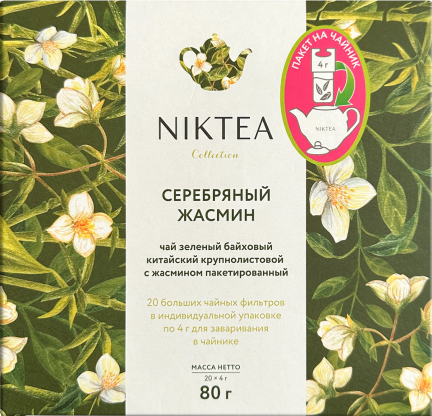 ПАКЕТ НА ЧАЙНИК
4 г
NIKTEA
NIKTEA
Collection
СЕРЕБРЯНЫЙ
ЖАСМИН
чай зеленый байховый
китайский крупнолистовой
с жасмином пакетированный
20 больших чайных фильтров
в индивидуальной упаковке
по 4 г для заваривания
в чайнике
МАССА НЕТТО
20 × 4 г
80 г